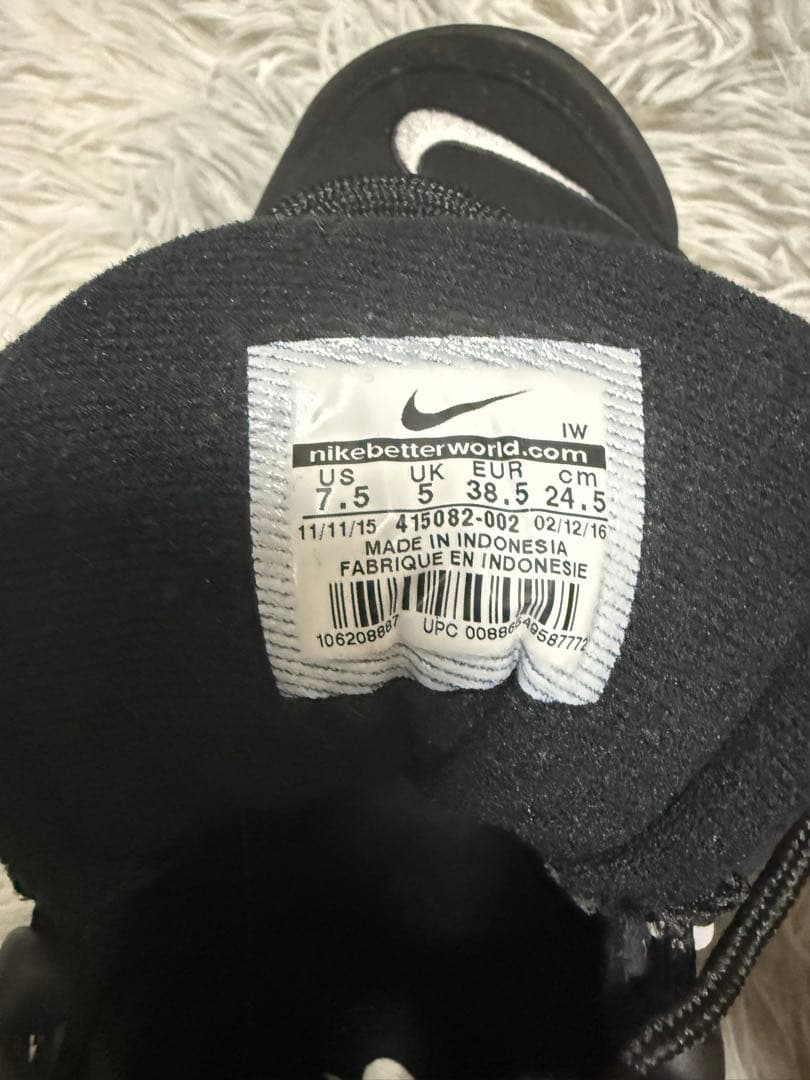 IW
nikebetterworld.com
US UK EUR cm
7.5 5 38.5 24.5
11/11/15 415082-002 02/12/16
MADE IN INDONESIA
FABRIQUE EN INDONESIE
UPC